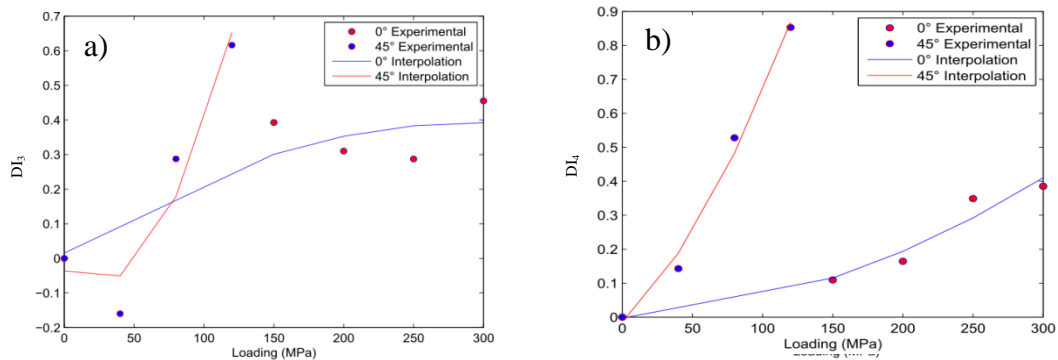 a)
0.7
0.6
0.5
0.4
0.3
0.2
0.1
0
−0.1
−0.2
DI3
0 50 100 150 200 250 300
Loading (MPa)
0° Experimental
45° Experimental
0° Interpolation
45° Interpolation
b)
0.9
0.8
0.7
0.6
0.5
0.4
0.3
0.2
0.1
0
DI4
0 50 100 150 200 250 300
Loading (MPa)
0° Experimental
45° Experimental
0° Interpolation
45° Interpolation